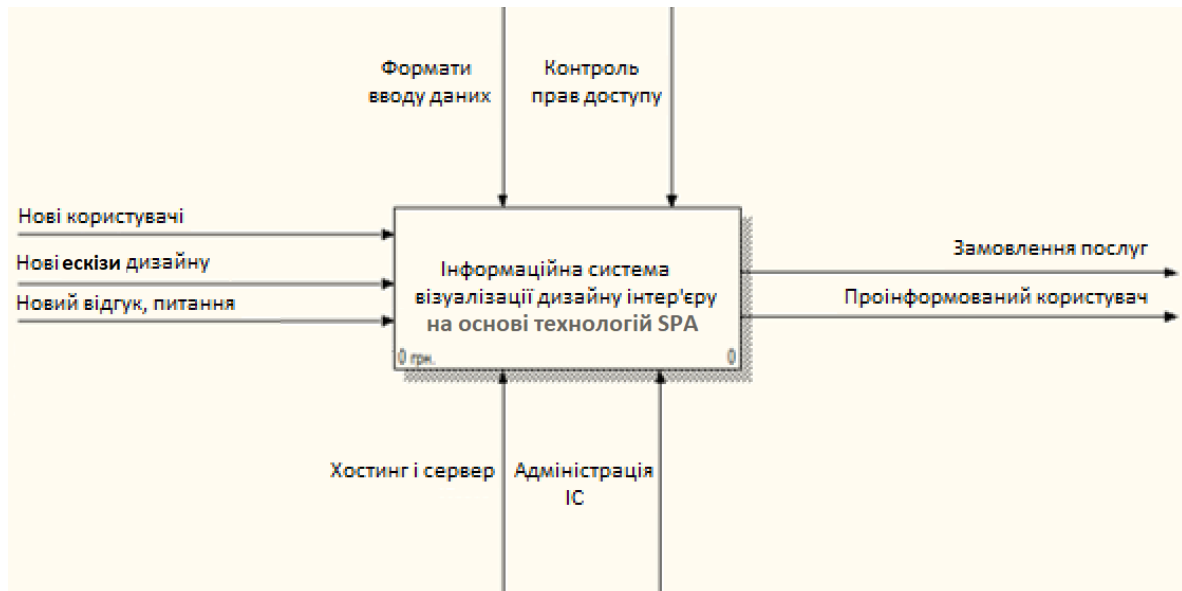 Формати
вводу даних
Контроль
прав доступу
Нові користувачі
Нові ескізи дизайну
Новий відгук, питання
Інформаційна система
візуалізації дизайну інтер'єру
на основі технологій SPA
0 грн.
0
Замовлення послуг
Проінформований користувач
Хостинг і сервер
Адміністрація
ІС